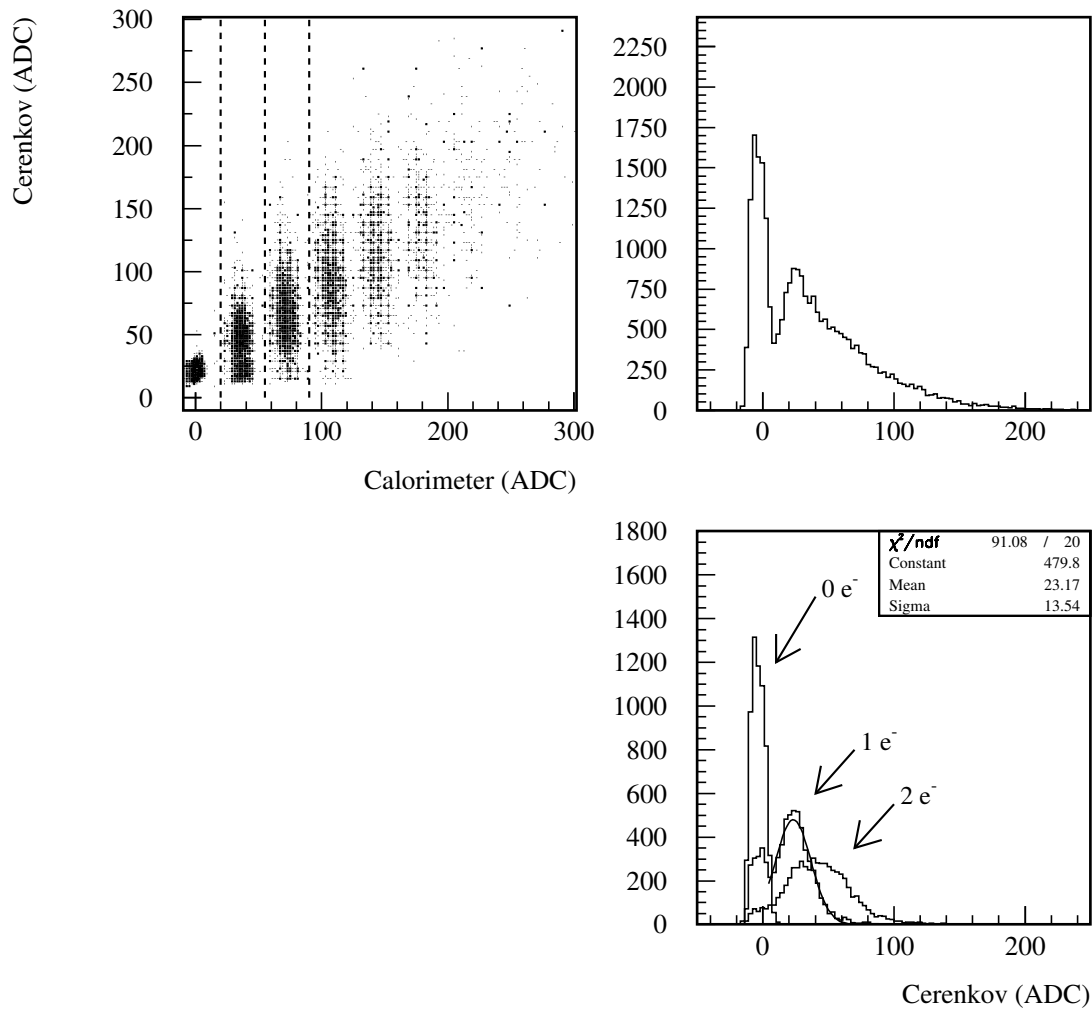 Cerenkov (ADC)
300
250
200
150
100
50
0
0 100 200 300
Calorimeter (ADC)
2250
2000
1750
1500
1250
1000
750
500
250
0
0 100 200
1800
1600
1400
1200
1000
800
600
400
200
0
χ²/ndf 91.08 / 20
Constant 479.8
Mean 23.17
Sigma 13.54
0 e⁻
1 e⁻
2 e⁻
0 100 200
Cerenkov (ADC)